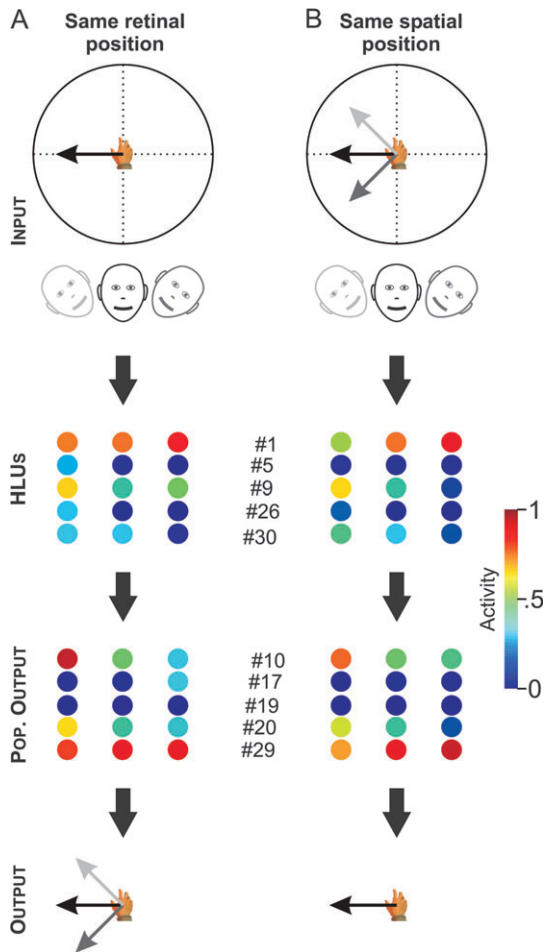 A Same retinal position
B Same spatial position
INPUT
HLUs
#1
#5
#9
#26
#30
Activity
1
.5
0
POP. OUTPUT
#10
#17
#19
#20
#29
OUTPUT